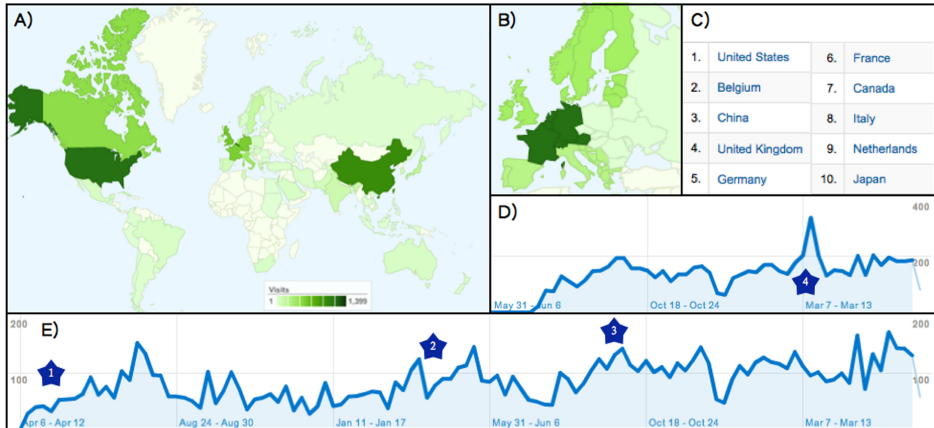 A)
B)
C)
1. United States 6. France
2. Belgium 7. Canada
3. China 8. Italy
4. United Kingdom 9. Netherlands
5. Germany 10. Japan
Visits
1 1,399
D)
400
200
4
May 31 - Jun 6 Oct 18 - Oct 24 Mar 7 - Mar 13
E)
200 200
1 2 3
100 100
Apr 6 - Apr 12 Aug 24 - Aug 30 Jan 11 - Jan 17 May 31 - Jun 6 Oct 18 - Oct 24 Mar 7 - Mar 13